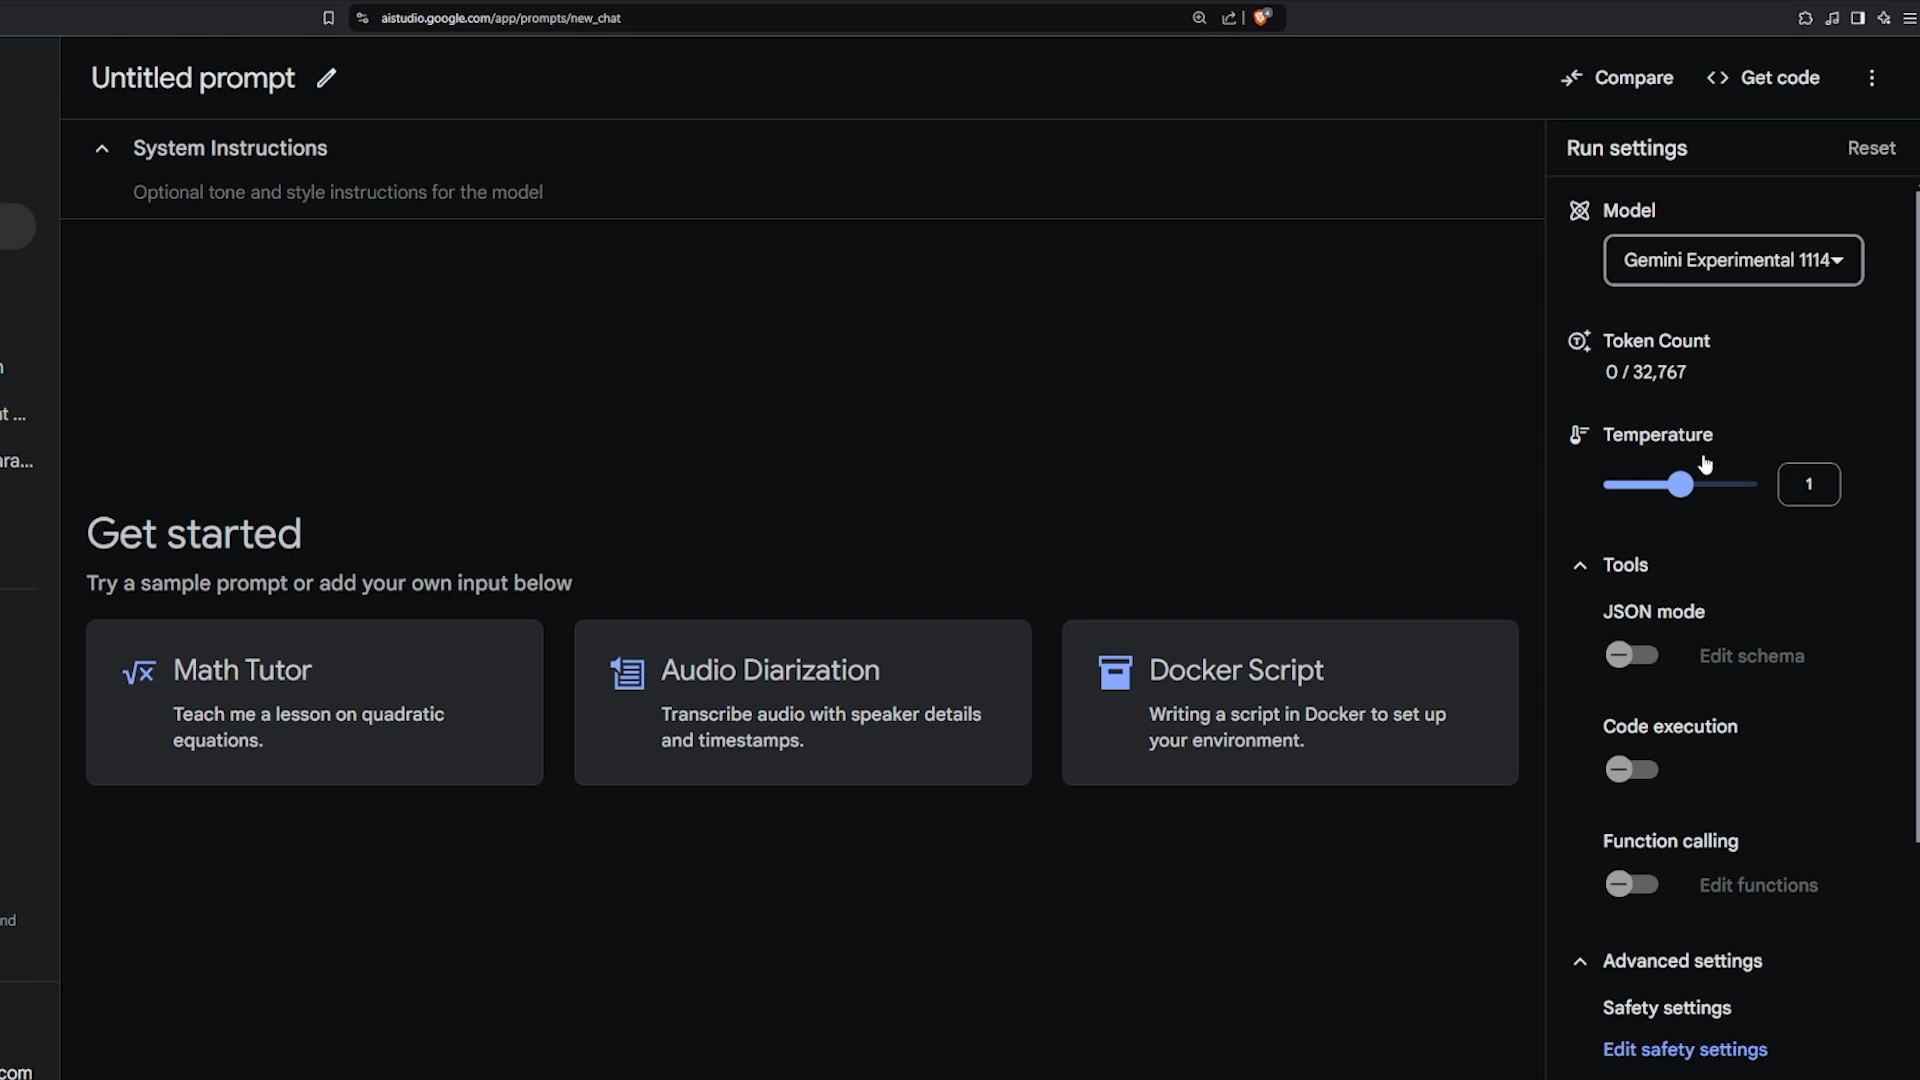 aistudio.google.com/app/prompts/new_chat
Untitled prompt
Compare
Get code
System Instructions
Optional tone and style instructions for the model
Run settings
Reset
Model
Gemini Experimental 1114
Token Count
0 / 32,767
Temperature
1
Get started
Try a sample prompt or add your own input below
Math Tutor
Teach me a lesson on quadratic
equations.
Audio Diarization
Transcribe audio with speaker details
and timestamps.
Docker Script
Writing a script in Docker to set up
your environment.
Tools
JSON mode
Edit schema
Code execution
Function calling
Edit functions
Advanced settings
Safety settings
Edit safety settings